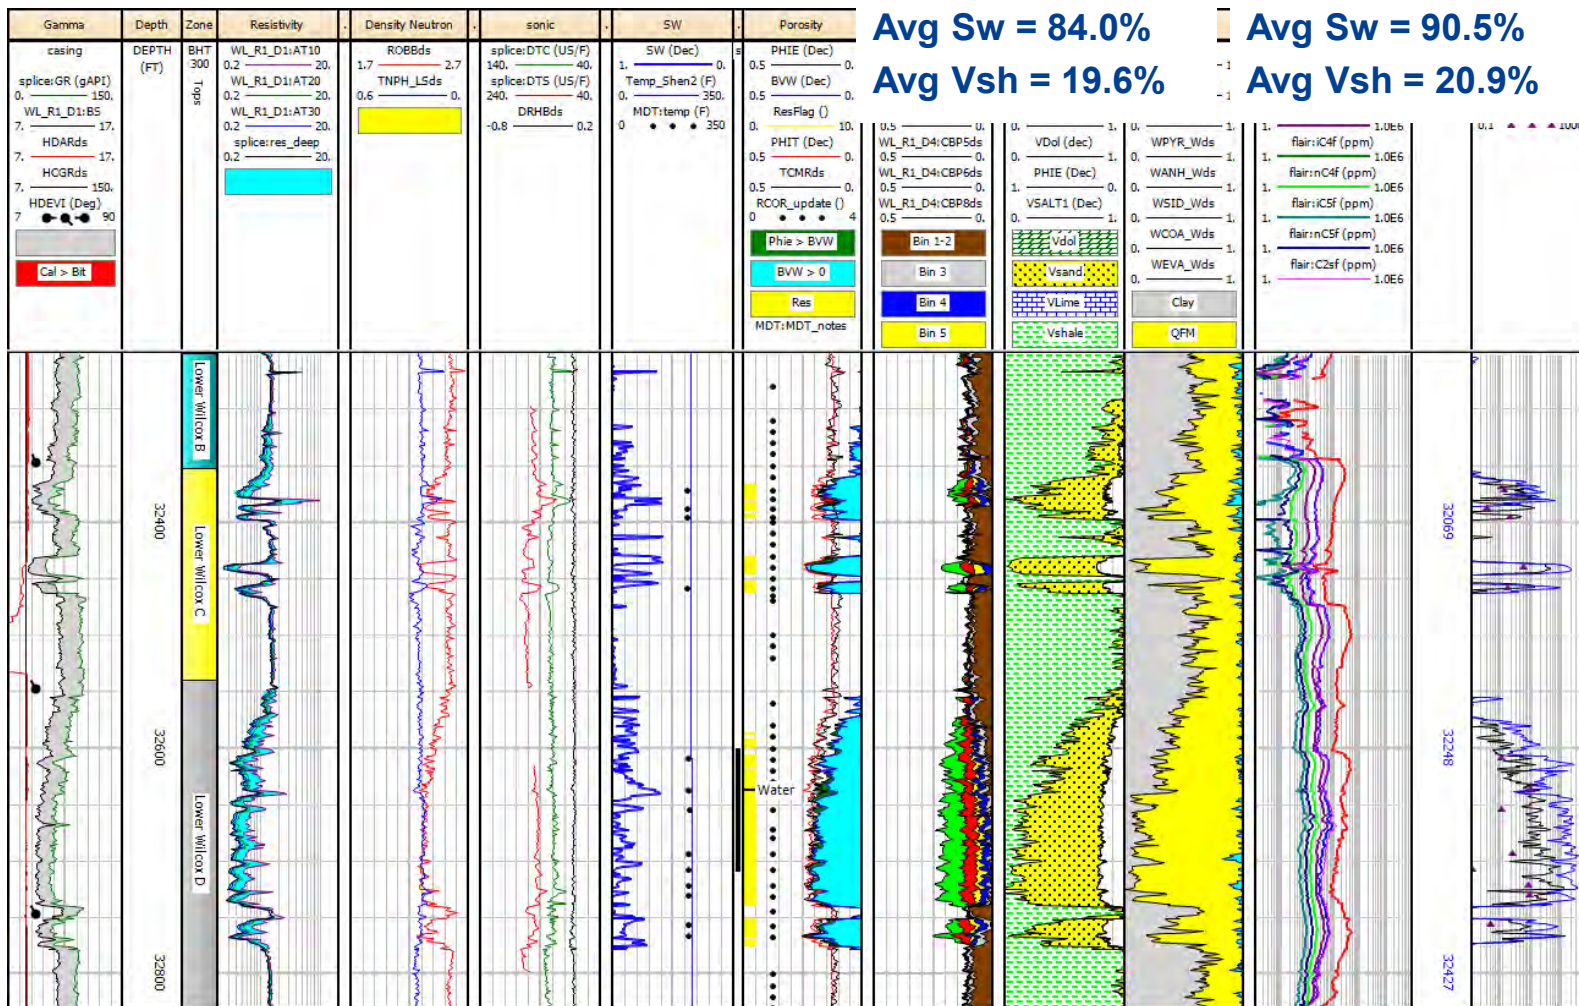 Avg Sw = 84.0%
Avg Vsh = 19.6%
Avg Sw = 90.5%
Avg Vsh = 20.9%
Gamma
casing
splice:GR (gAPI)
0. 150.
WL_R1_D1:BS
7. 17.
HDARds
7. 17.
HCGRds
7. 150.
HDEVI (Deg)
7 90
Cal > Bit
Depth
DEPTH
(FT)
32400
32600
32800
Zone
BHT
300
Tops
Lower Wilcox B
Lower Wilcox C
Lower Wilcox D
Resistivity
WL_R1_D1:AT10
0.2 20.
WL_R1_D1:AT20
0.2 20.
WL_R1_D1:AT30
0.2 20.
splice:res_deep
0.2 20.
Density Neutron
ROBBds
1.7 2.7
TNPH_LSds
0.6 0.
sonic
splice:DTC (US/F)
140. 40.
splice:DTS (US/F)
240. 40.
DRHBds
-0.8 0.2
SW
SW (Dec)
1. 0.
Temp_Shen2 (F)
0. 350.
MDT:temp (F)
0 350
s
Porosity
PHIE (Dec)
0.5 0.
BVW (Dec)
0.5 0.
ResFlag ()
0. 10.
PHIT (Dec)
0.5 0.
TCMRds
0.5 0.
RCOR_update ()
0 4
Phie > BVW
BVW > 0
Res
MDT:MDT_notes
Water
0.5 0.
WL_R1_D4:CBP5ds
0.5 0.
WL_R1_D4:CBP6ds
0.5 0.
WL_R1_D4:CBP8ds
0.5 0.
Bin 1-2
Bin 3
Bin 4
Bin 5
0. 1.
VDol (dec)
0. 1.
PHIE (Dec)
1. 0.
VSALT1 (Dec)
0. 1.
Vdol
Vsand
VLime
Vshale
0. 1.
WPYR_Wds
0. 1.
WANH_Wds
0. 1.
WSID_Wds
0. 1.
WCOA_Wds
0. 1.
WEVA_Wds
0. 1.
Clay
QFM
1. 1.0E6
flair:iC4f (ppm)
1. 1.0E6
flair:nC4f (ppm)
1. 1.0E6
flair:iC5f (ppm)
1. 1.0E6
flair:nC5f (ppm)
1. 1.0E6
flair:C2sf (ppm)
1. 1.0E6
32069
32248
32427
0.1